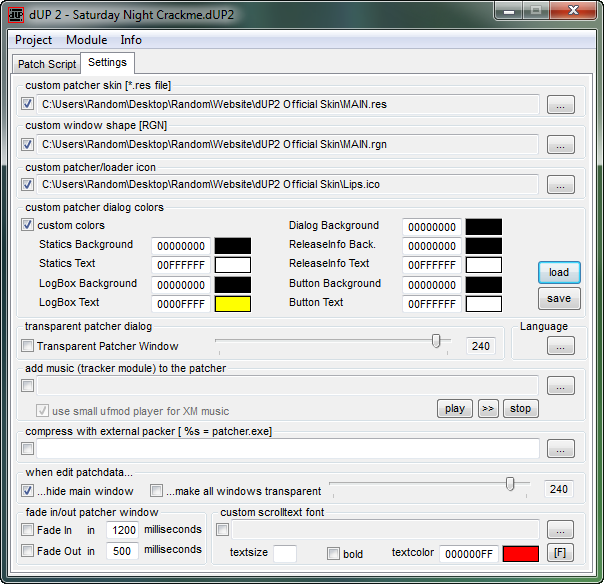 dUP 2 - Saturday Night Crackme.dUP2
Project Module Info
Patch Script Settings
custom patcher skin [*.res file]
C:\Users\Random\Desktop\Random\Website\dUP2 Official Skin\MAIN.res ...
custom window shape [RGN]
C:\Users\Random\Desktop\Random\Website\dUP2 Official Skin\MAIN.rgn ...
custom patcher/loader icon
C:\Users\Random\Desktop\Random\Website\dUP2 Official Skin\Lips.ico ...
custom patcher dialog colors
custom colors Dialog Background 00000000
Statics Background 00000000 ReleaseInfo Back. 00000000
Statics Text 00FFFFFF ReleaseInfo Text 00FFFFFF
load
LogBox Background 00000000 Button Background 00000000
LogBox Text 0000FFFF Button Text 00FFFFFF
save
transparent patcher dialog Language
Transparent Patcher Window 240 ...
add music (tracker module) to the patcher
...
use small ufmod player for XM music play >> stop
compress with external packer [ %s = patcher.exe]
...
when edit patchdata...
...hide main window ...make all windows transparent 240
fade in/out patcher window custom scrolltext font
Fade In in 1200 milliseconds ...
Fade Out in 500 milliseconds textsize bold textcolor 000000FF [F]